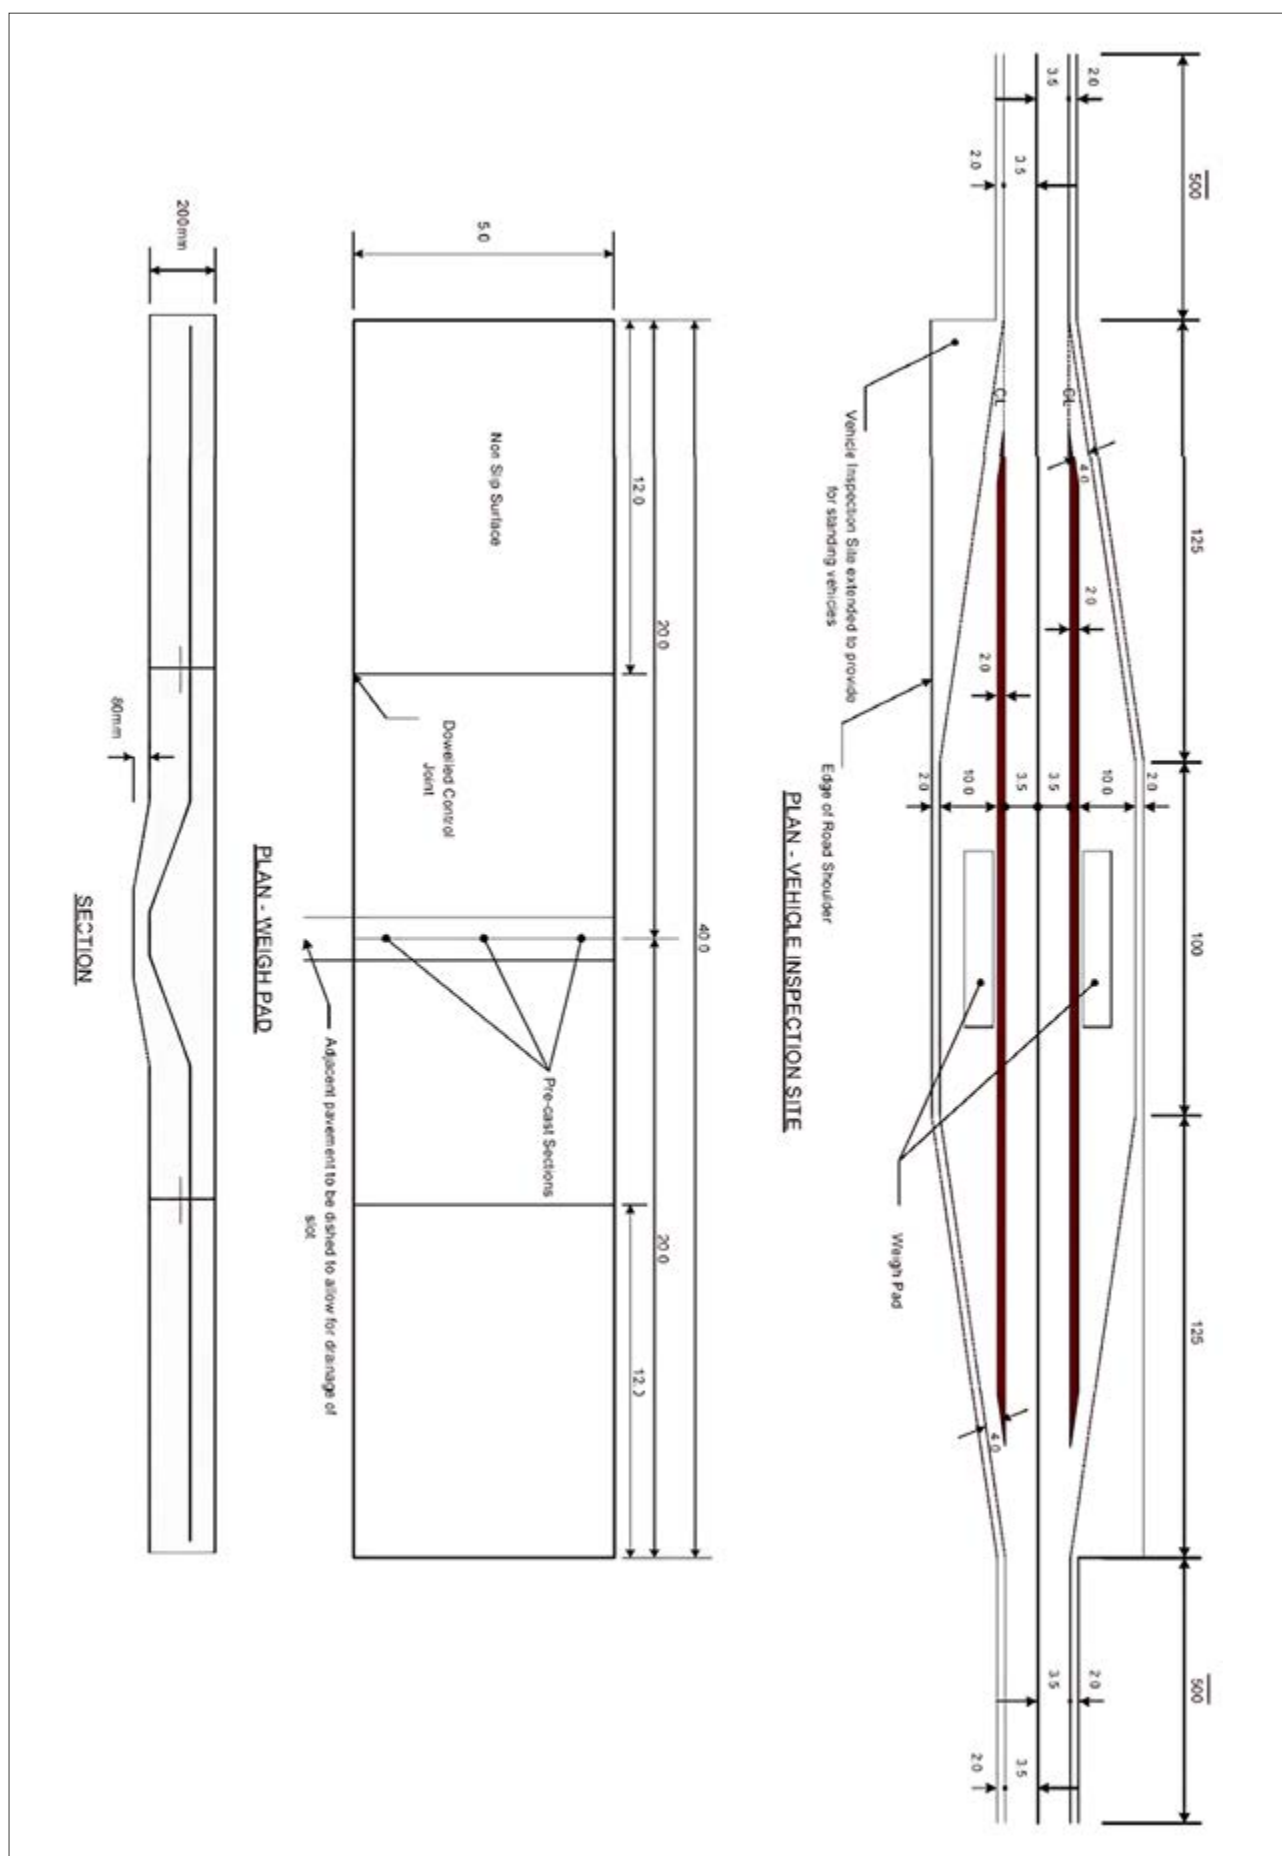 500
125
100
125
500
2.0
3.5
3.5
2.0
CL
CL
4.0
2.0
2.0
2.0
10.0
3.5
3.5
10.0
2.0
4.0
3.5
2.0
3.5
2.0
Vehicle Inspection Site extended to provide
for standing vehicles
Edge of Road Shoulder
Weigh Pad
PLAN - VEHICLE INSPECTION SITE
40.0
20.0
20.0
12.0
5.0
Non Slip Surface
Dowelled Control
Joint
Pre-cast Sections
Adjacent pavement to be dished to allow for drainage of
slot
PLAN - WEIGH PAD
200mm
SECTION